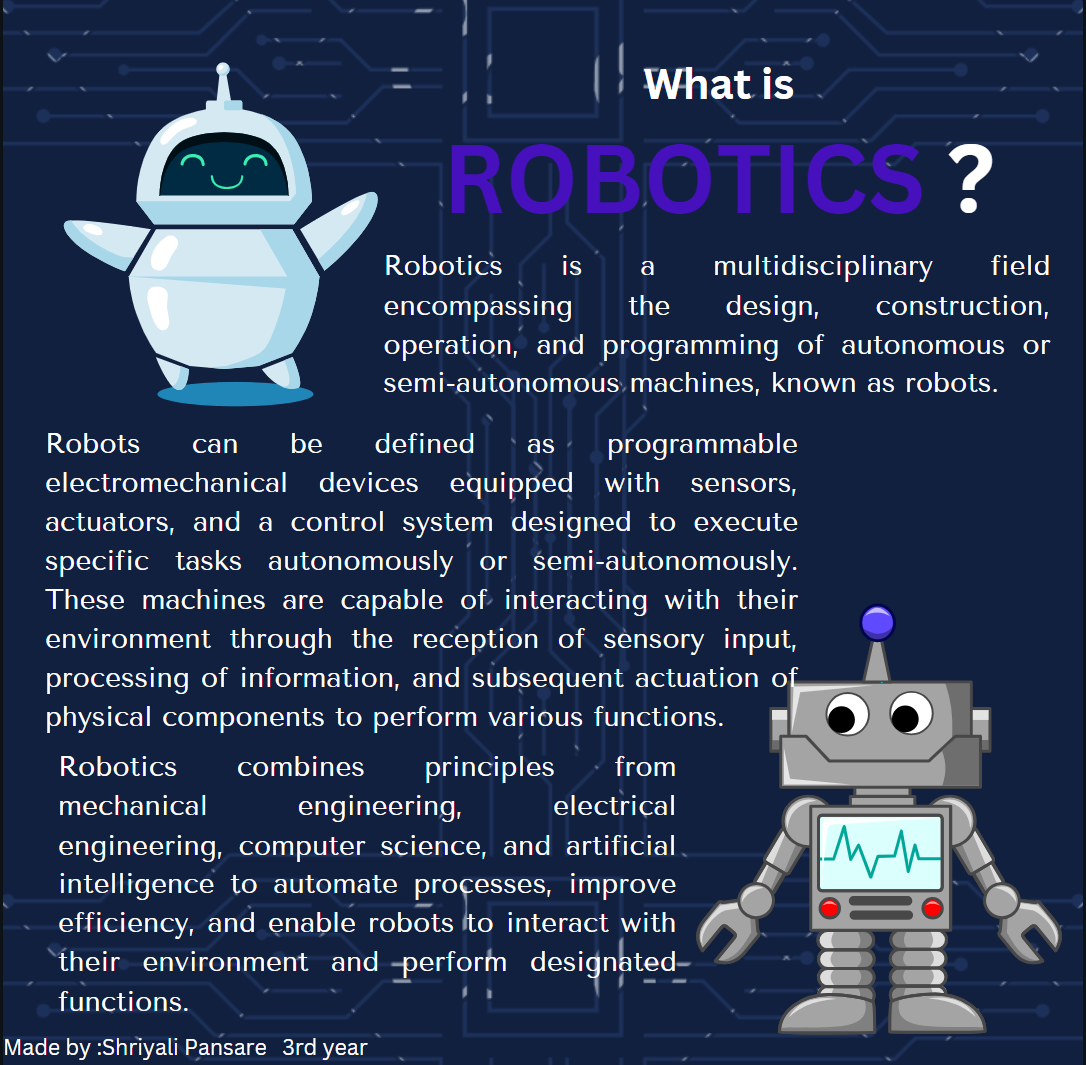 What is
ROBOTICS ?
Robotics is a multidisciplinary field
encompassing the design, construction,
operation, and programming of autonomous or
semi-autonomous machines, known as robots.
Robots can be defined as programmable
electromechanical devices equipped with sensors,
actuators, and a control system designed to execute
specific tasks autonomously or semi-autonomously.
These machines are capable of interacting with their
environment through the reception of sensory input,
processing of information, and subsequent actuation of
physical components to perform various functions.
Robotics combines principles from
mechanical engineering, electrical
engineering, computer science, and artificial
intelligence to automate processes, improve
efficiency, and enable robots to interact with
their environment and perform designated
functions.
Made by :Shriyali Pansare 3rd year